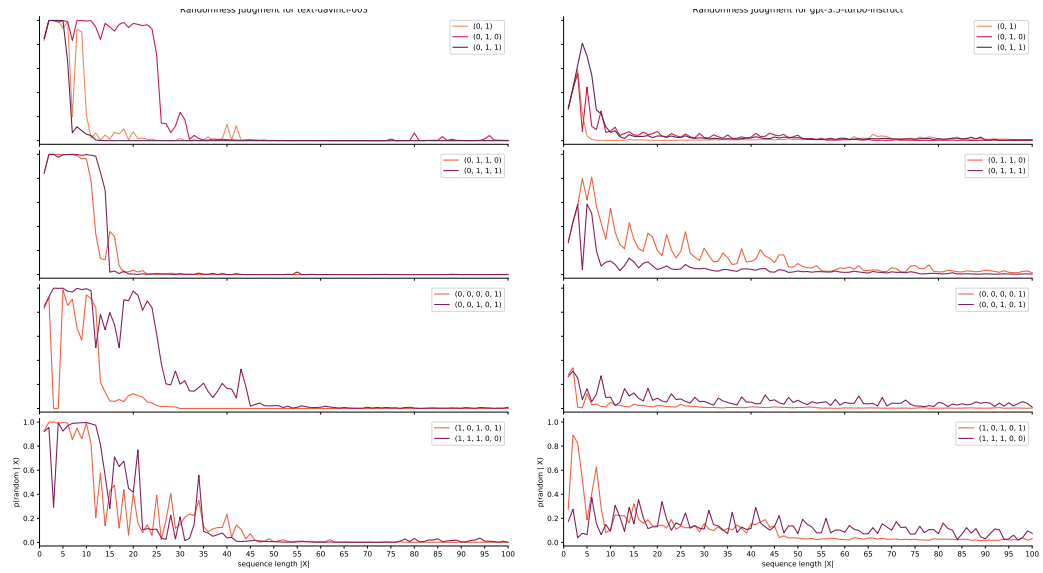 Randomness judgment for text-davinci-003
(0, 1)
(0, 1, 0)
(0, 1, 1)
(0, 1, 1, 0)
(0, 1, 1, 1)
(0, 0, 0, 0, 1)
(0, 0, 1, 0, 1)
(1, 0, 1, 0, 1)
(1, 1, 1, 0, 0)
1.0
0.8
0.6
0.4
0.2
0.0
p(random | X)
0 5 10 15 20 25 30 35 40 45 50 55 60 65 70 75 80 85 90 95 100
sequence length |X|
Randomness judgment for gpt-3.5-turbo-instruct
(0, 1)
(0, 1, 0)
(0, 1, 1)
(0, 1, 1, 0)
(0, 1, 1, 1)
(0, 0, 0, 0, 1)
(0, 0, 1, 0, 1)
(1, 0, 1, 0, 1)
(1, 1, 1, 0, 0)
1.0
0.8
0.6
0.4
0.2
0.0
p(random | X)
0 5 10 15 20 25 30 35 40 45 50 55 60 65 70 75 80 85 90 95 100
sequence length |X|